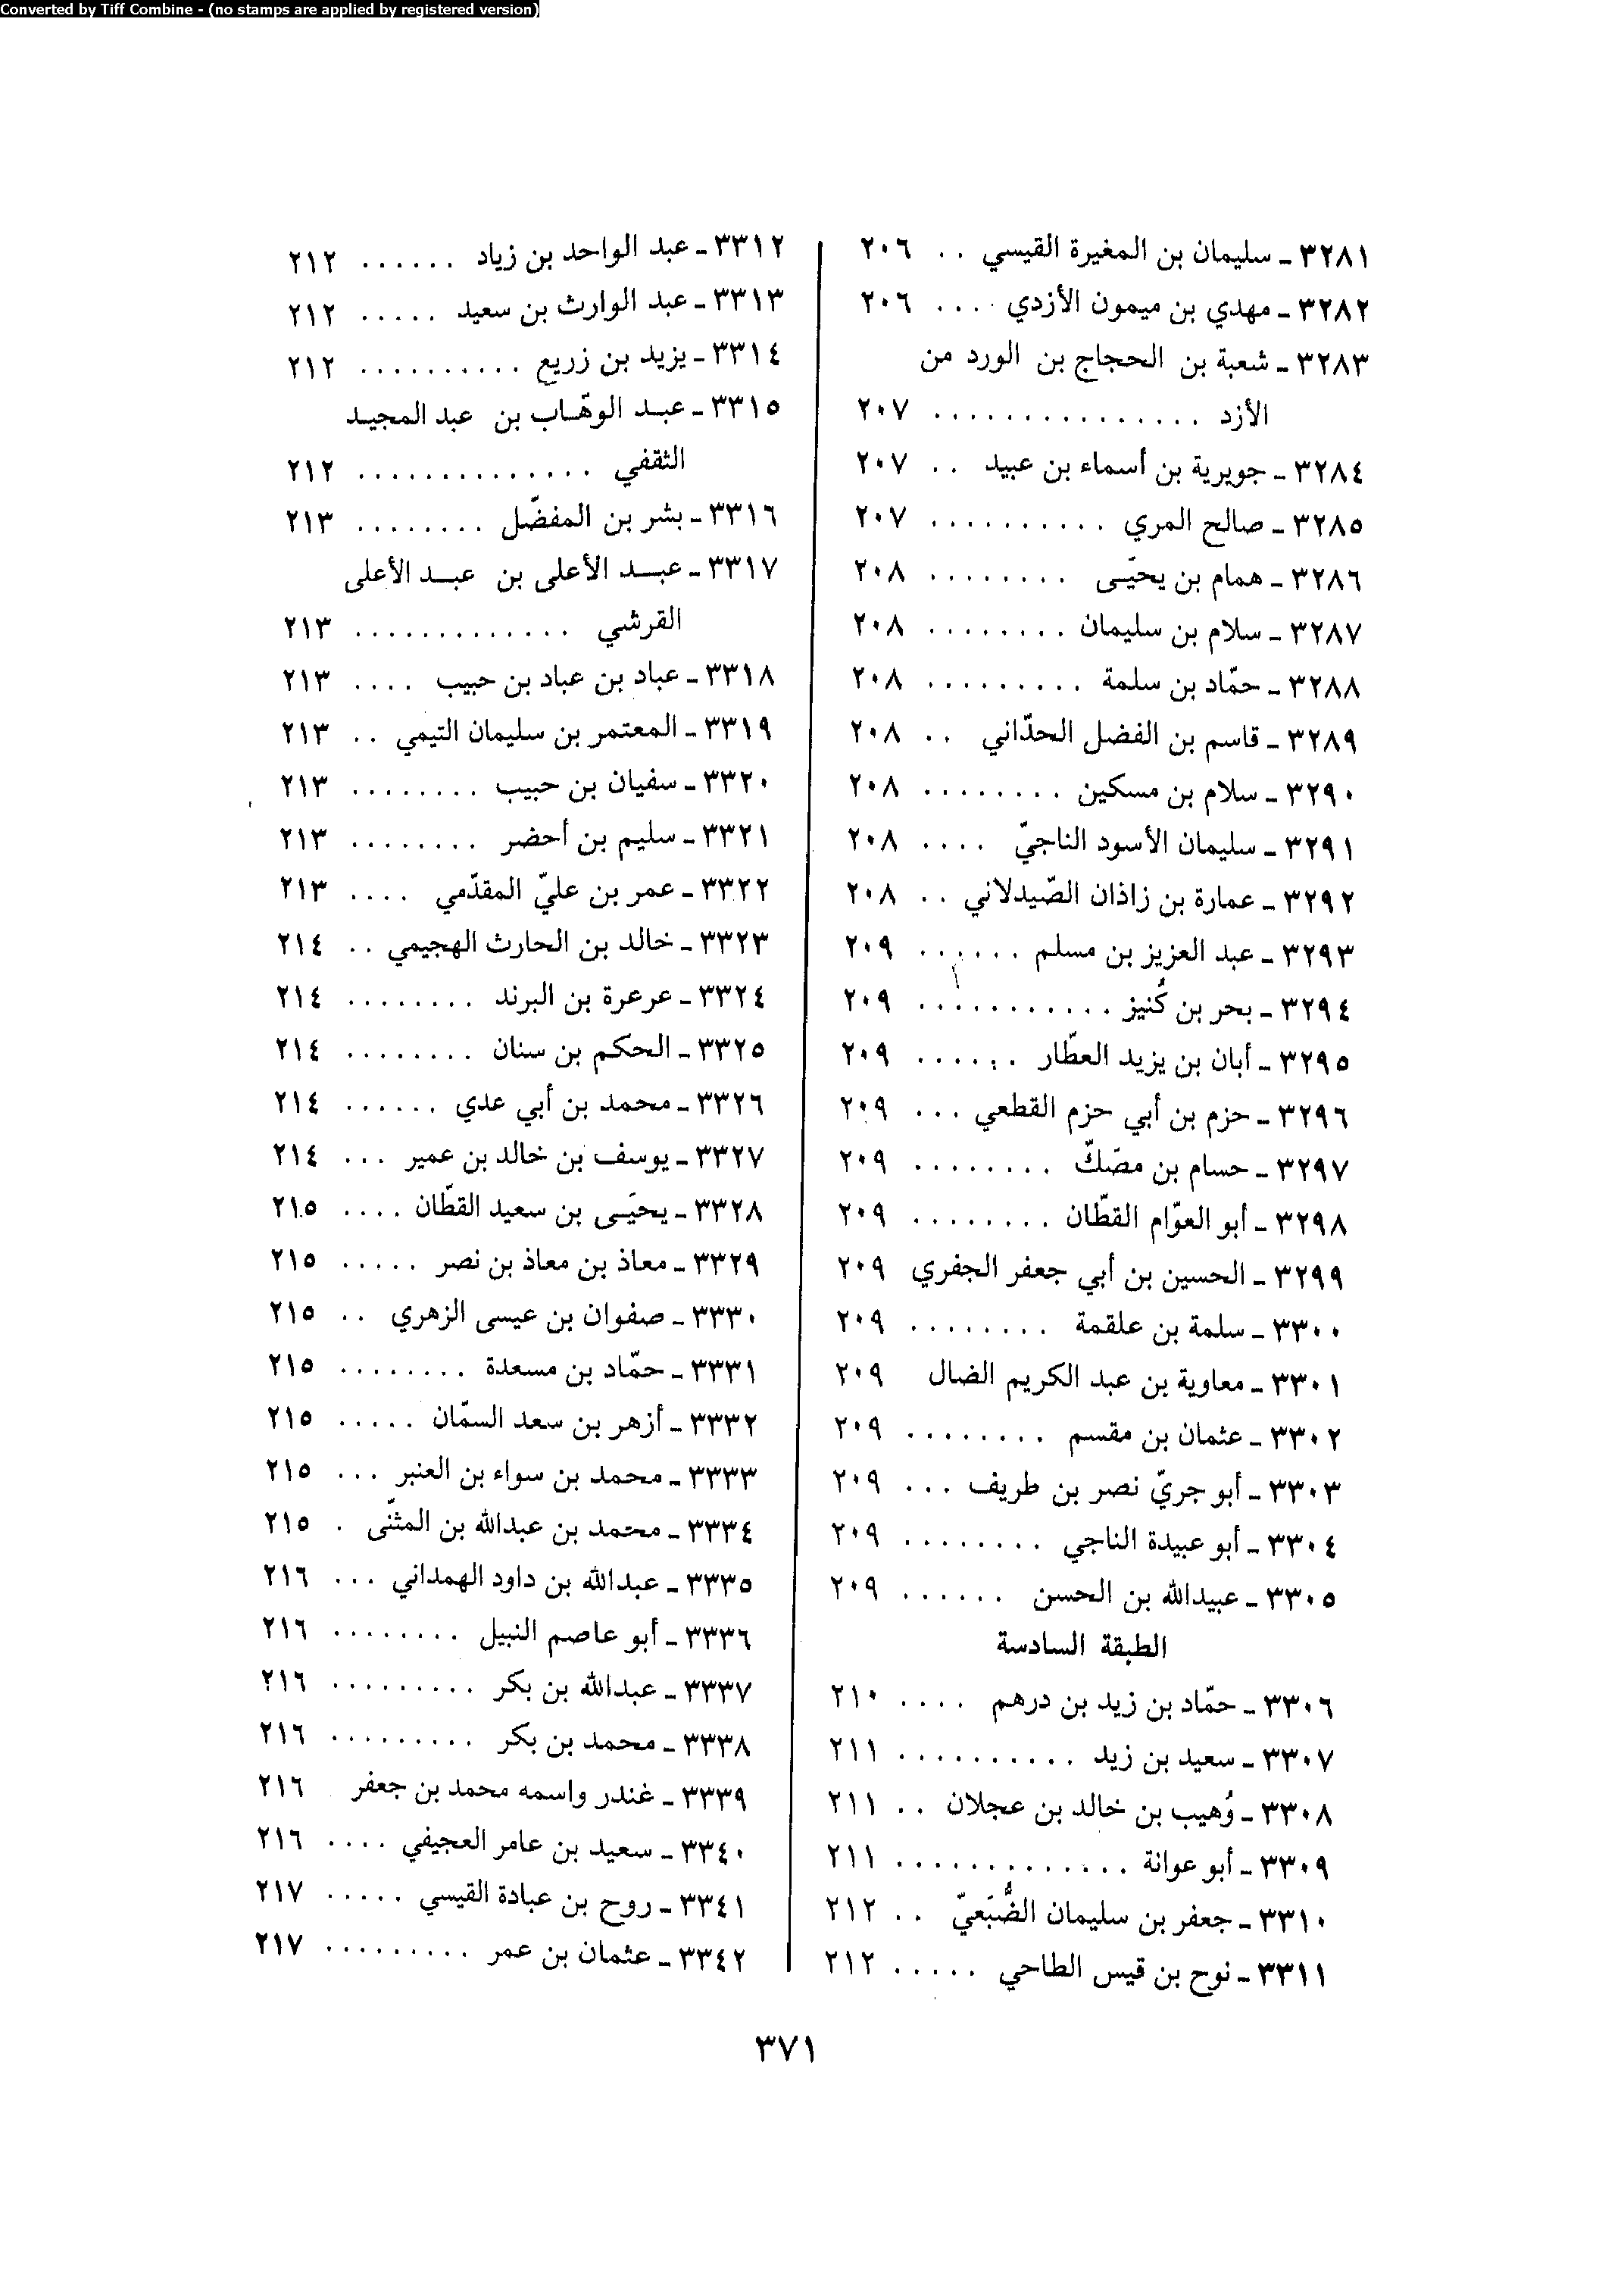 Converted by Tiff Combine - (no stamps are applied by registered version)
٣٢٨١ ـ سليمان بن المغيرة القيسي . . ٢٠٦
٣٢٨٢ ـ مهدي بن ميمون الأزدي . . . . ٢٠٦
٣٢٨٣ ـ شعبة بن الحجاج بن الورد من
الأزد . . . . . . . . . . . . . . . ٢٠٧
٣٢٨٤ ـ جويرية بن أسماء بن عبيد . . ٢٠٧
٣٢٨٥ ـ صالح المري . . . . . . . . . . . ٢٠٧
٣٢٨٦ ـ همام بن يحيَى . . . . . . . . ٢٠٨
٣٢٨٧ ـ سلام بن سليمان . . . . . . . . ٢٠٨
٣٢٨٨ ـ حمّاد بن سلمة . . . . . . . . . ٢٠٨
٣٢٨٩ ـ قاسم بن الفضل الحدّاني . . ٢٠٨
٣٢٩٠ ـ سلام بن مسكين . . . . . . . . ٢٠٨
٣٢٩١ ـ سليمان الأسود الناجيّ . . . . ٢٠٨
٣٢٩٢ ـ عمارة بن زاذان الصّيدلاني . . ٢٠٨
٣٢٩٣ ـ عبد العزيز بن مسلم . . . . . . ٢٠٩
٣٢٩٤ ـ بحر بن كُنيز . . . . . . . . . . . ٢٠٩
٣٢٩٥ ـ أبان بن يزيد العطّار . . . . . . ٢٠٩
٣٢٩٦ ـ حزم بن أبي حزم القطعي . . . ٢٠٩
٣٢٩٧ ـ حسام بن مصَكّ . . . . . . . . ٢٠٩
٣٢٩٨ ـ أبو العوّام القطّان . . . . . . . . ٢٠٩
٣٢٩٩ ـ الحسين بن أبي جعفر الجفري ٢٠٩
٣٣٠٠ ـ سلمة بن علقمة . . . . . . . . ٢٠٩
٣٣٠١ ـ معاوية بن عبد الكريم الضال ٢٠٩
٣٣٠٢ ـ عثمان بن مقسم . . . . . . . . ٢٠٩
٣٣٠٣ ـ أبو جريّ نصر بن طريف . . . ٢٠٩
٣٣٠٤ ـ أبو عبيدة الناجي . . . . . . . . ٢٠٩
٣٣٠٥ ـ عبيدالله بن الحسن . . . . . . ٢٠٩
الطبقة السادسة
٣٣٠٦ ـ حمّاد بن زيد بن درهم . . . . ٢١٠
٣٣٠٧ ـ سعيد بن زيد . . . . . . . . . . ٢١١
٣٣٠٨ ـ وُهيب بن خالد بن عجلان . . ٢١١
٣٣٠٩ ـ أبو عوانة . . . . . . . . . . . . . ٢١١
٣٣١٠ ـ جعفر بن سليمان الضُّبَعيّ . . ٢١٢
٣٣١١ ـ نوح بن قيس الطاحي . . . . . ٢١٢
٣٣١٢ ـ عبد الواحد بن زياد . . . . . . ٢١٢
٣٣١٣ ـ عبد الوارث بن سعيد . . . . . ٢١٢
٣٣١٤ ـ يزيد بن زريع . . . . . . . . . . ٢١٢
٣٣١٥ ـ عبـد الوهّـاب بن عبد المجيـد
الثقفي . . . . . . . . . . . . . . ٢١٢
٣٣١٦ ـ بشر بن المفضّل . . . . . . . . ٢١٣
٣٣١٧ ـ عبـــد الأعلى بن عبــد الأعلى
القرشي . . . . . . . . . . . . . ٢١٣
٣٣١٨ ـ عباد بن عباد بن حبيب . . . . ٢١٣
٣٣١٩ ـ المعتمر بن سليمان التيمي . . ٢١٣
٣٣٢٠ ـ سفيان بن حبيب . . . . . . . . ٢١٣
٣٣٢١ ـ سليم بن أحضر . . . . . . . . ٢١٣
٣٣٢٢ ـ عمر بن عليّ المقدّمي . . . . ٢١٣
٣٣٢٣ ـ خالد بن الحارث الهجيمي . . ٢١٤
٣٣٢٤ ـ عرعرة بن البرند . . . . . . . . ٢١٤
٣٣٢٥ ـ الحكم بن سنان . . . . . . . . ٢١٤
٣٣٢٦ ـ محمد بن أبي عدي . . . . . . ٢١٤
٣٣٢٧ ـ يوسف بن خالد بن عمير . . . ٢١٤
٣٣٢٨ ـ يحيَى بن سعيد القطّان . . . . ٢١٥
٣٣٢٩ ـ معاذ بن معاذ بن نصر . . . . . ٢١٥
٣٣٣٠ ـ صفوان بن عيسى الزهري . . ٢١٥
٣٣٣١ ـ حمّاد بن مسعدة . . . . . . . . ٢١٥
٣٣٣٢ ـ أزهر بن سعد السمّان . . . . . ٢١٥
٣٣٣٣ ـ محمد بن سواء بن العنبر . . . ٢١٥
٣٣٣٤ ـ محمد بن عبدالله بن المثنّى . ٢١٥
٣٣٣٥ ـ عبدالله بن داود الهمداني . . . ٢١٦
٣٣٣٦ ـ أبو عاصم النبيل . . . . . . . . ٢١٦
٣٣٣٧ ـ عبدالله بن بكر . . . . . . . . . ٢١٦
٣٣٣٨ ـ محمد بن بكر . . . . . . . . . ٢١٦
٣٣٣٩ ـ غندر واسمه محمد بن جعفر ٢١٦
٣٣٤٠ ـ سعيد بن عامر العجيفي . . . . ٢١٦
٣٣٤١ ـ روح بن عبادة القيسي . . . . . ٢١٧
٣٣٤٢ ـ عثمان بن عمر . . . . . . . . . ٢١٧
٣٧١